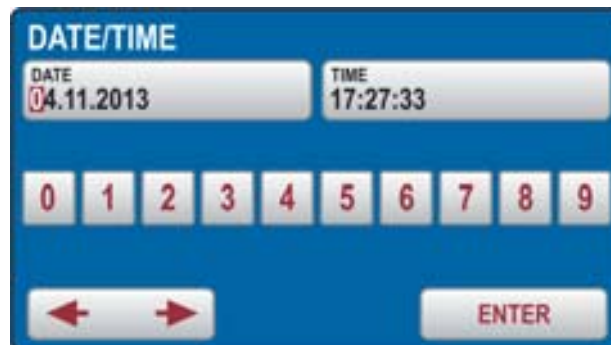 DATE/TIME
DATE
04.11.2013
TIME
17:27:33
0 1 2 3 4 5 6 7 8 9
ENTER